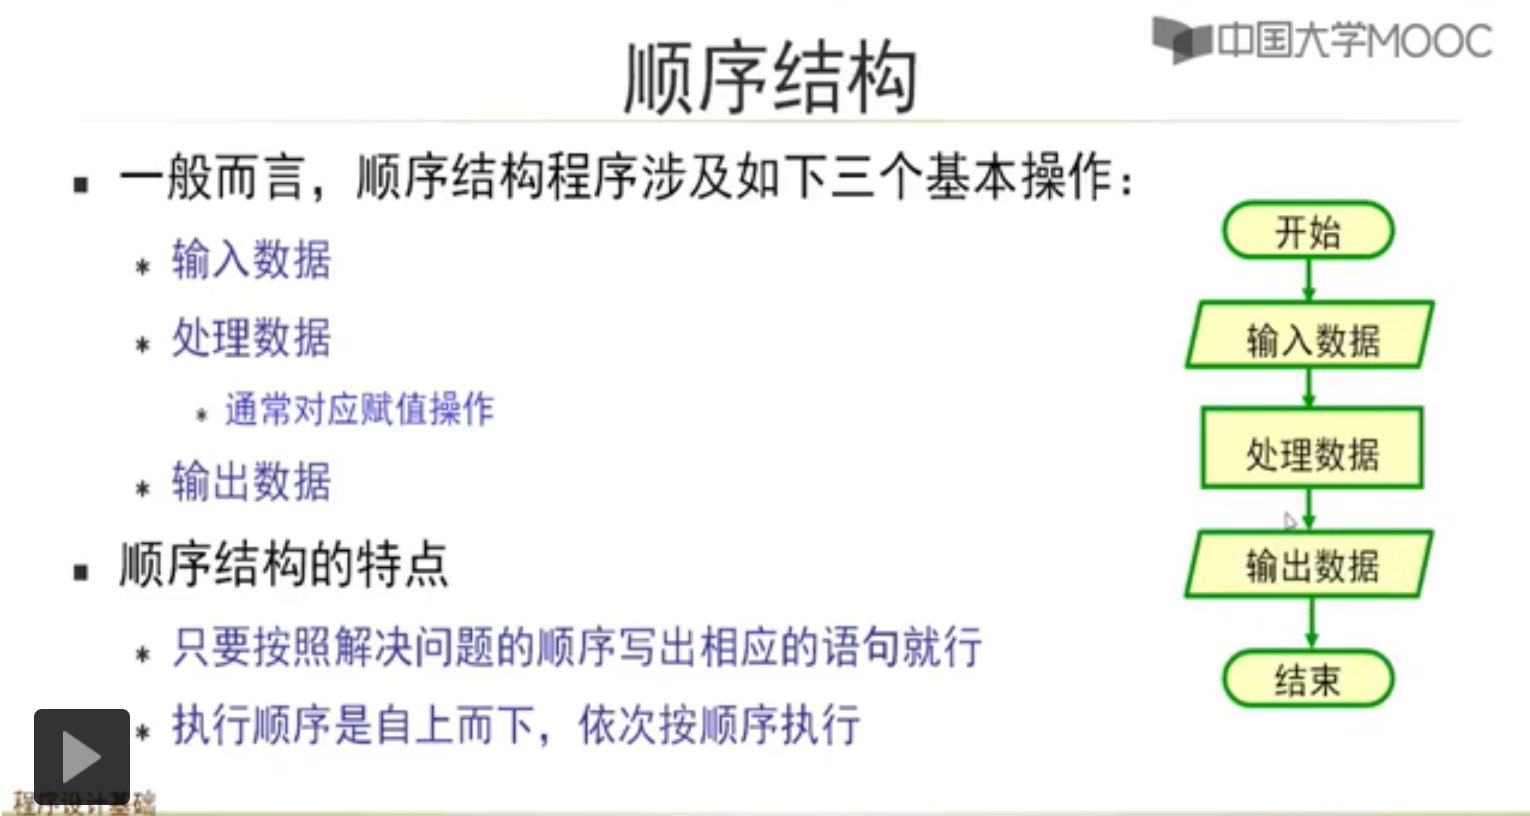 中国大学MOOC
顺序结构
一般而言，顺序结构程序涉及如下三个基本操作：
输入数据
处理数据
通常对应赋值操作
输出数据
顺序结构的特点
只要按照解决问题的顺序写出相应的语句就行
执行顺序是自上而下，依次按顺序执行
开始
输入数据
处理数据
输出数据
结束
程序设计基础